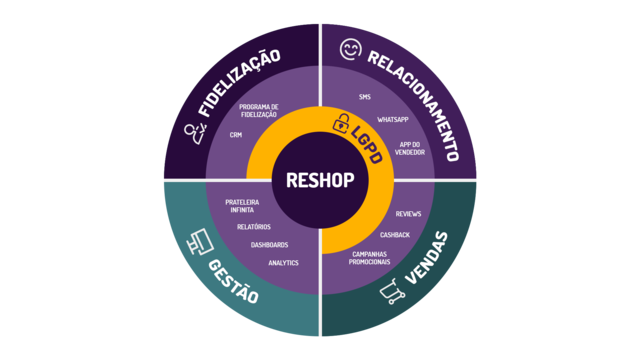 FIDELIZAÇÃO
PROGRAMA DE
FIDELIZAÇÃO
CRM
RELACIONAMENTO
SMS
WHATSAPP
APP DO
VENDEDOR
LGPD
RESHOP
GESTÃO
PRATELEIRA
INFINITA
RELATÓRIOS
DASHBOARDS
ANALYTICS
VENDAS
REVIEWS
CASHBACK
CAMPANHAS
PROMOCIONAIS